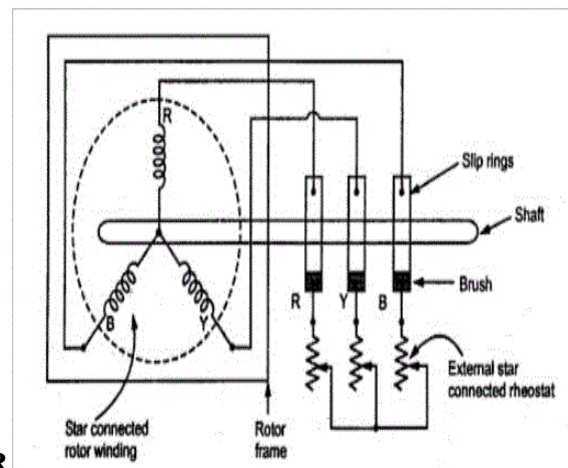 R
Slip rings
Shaft
B
Y
R Y B
Brush
External star
connected rheostat
Star connected
rotor winding
Rotor
frame
R